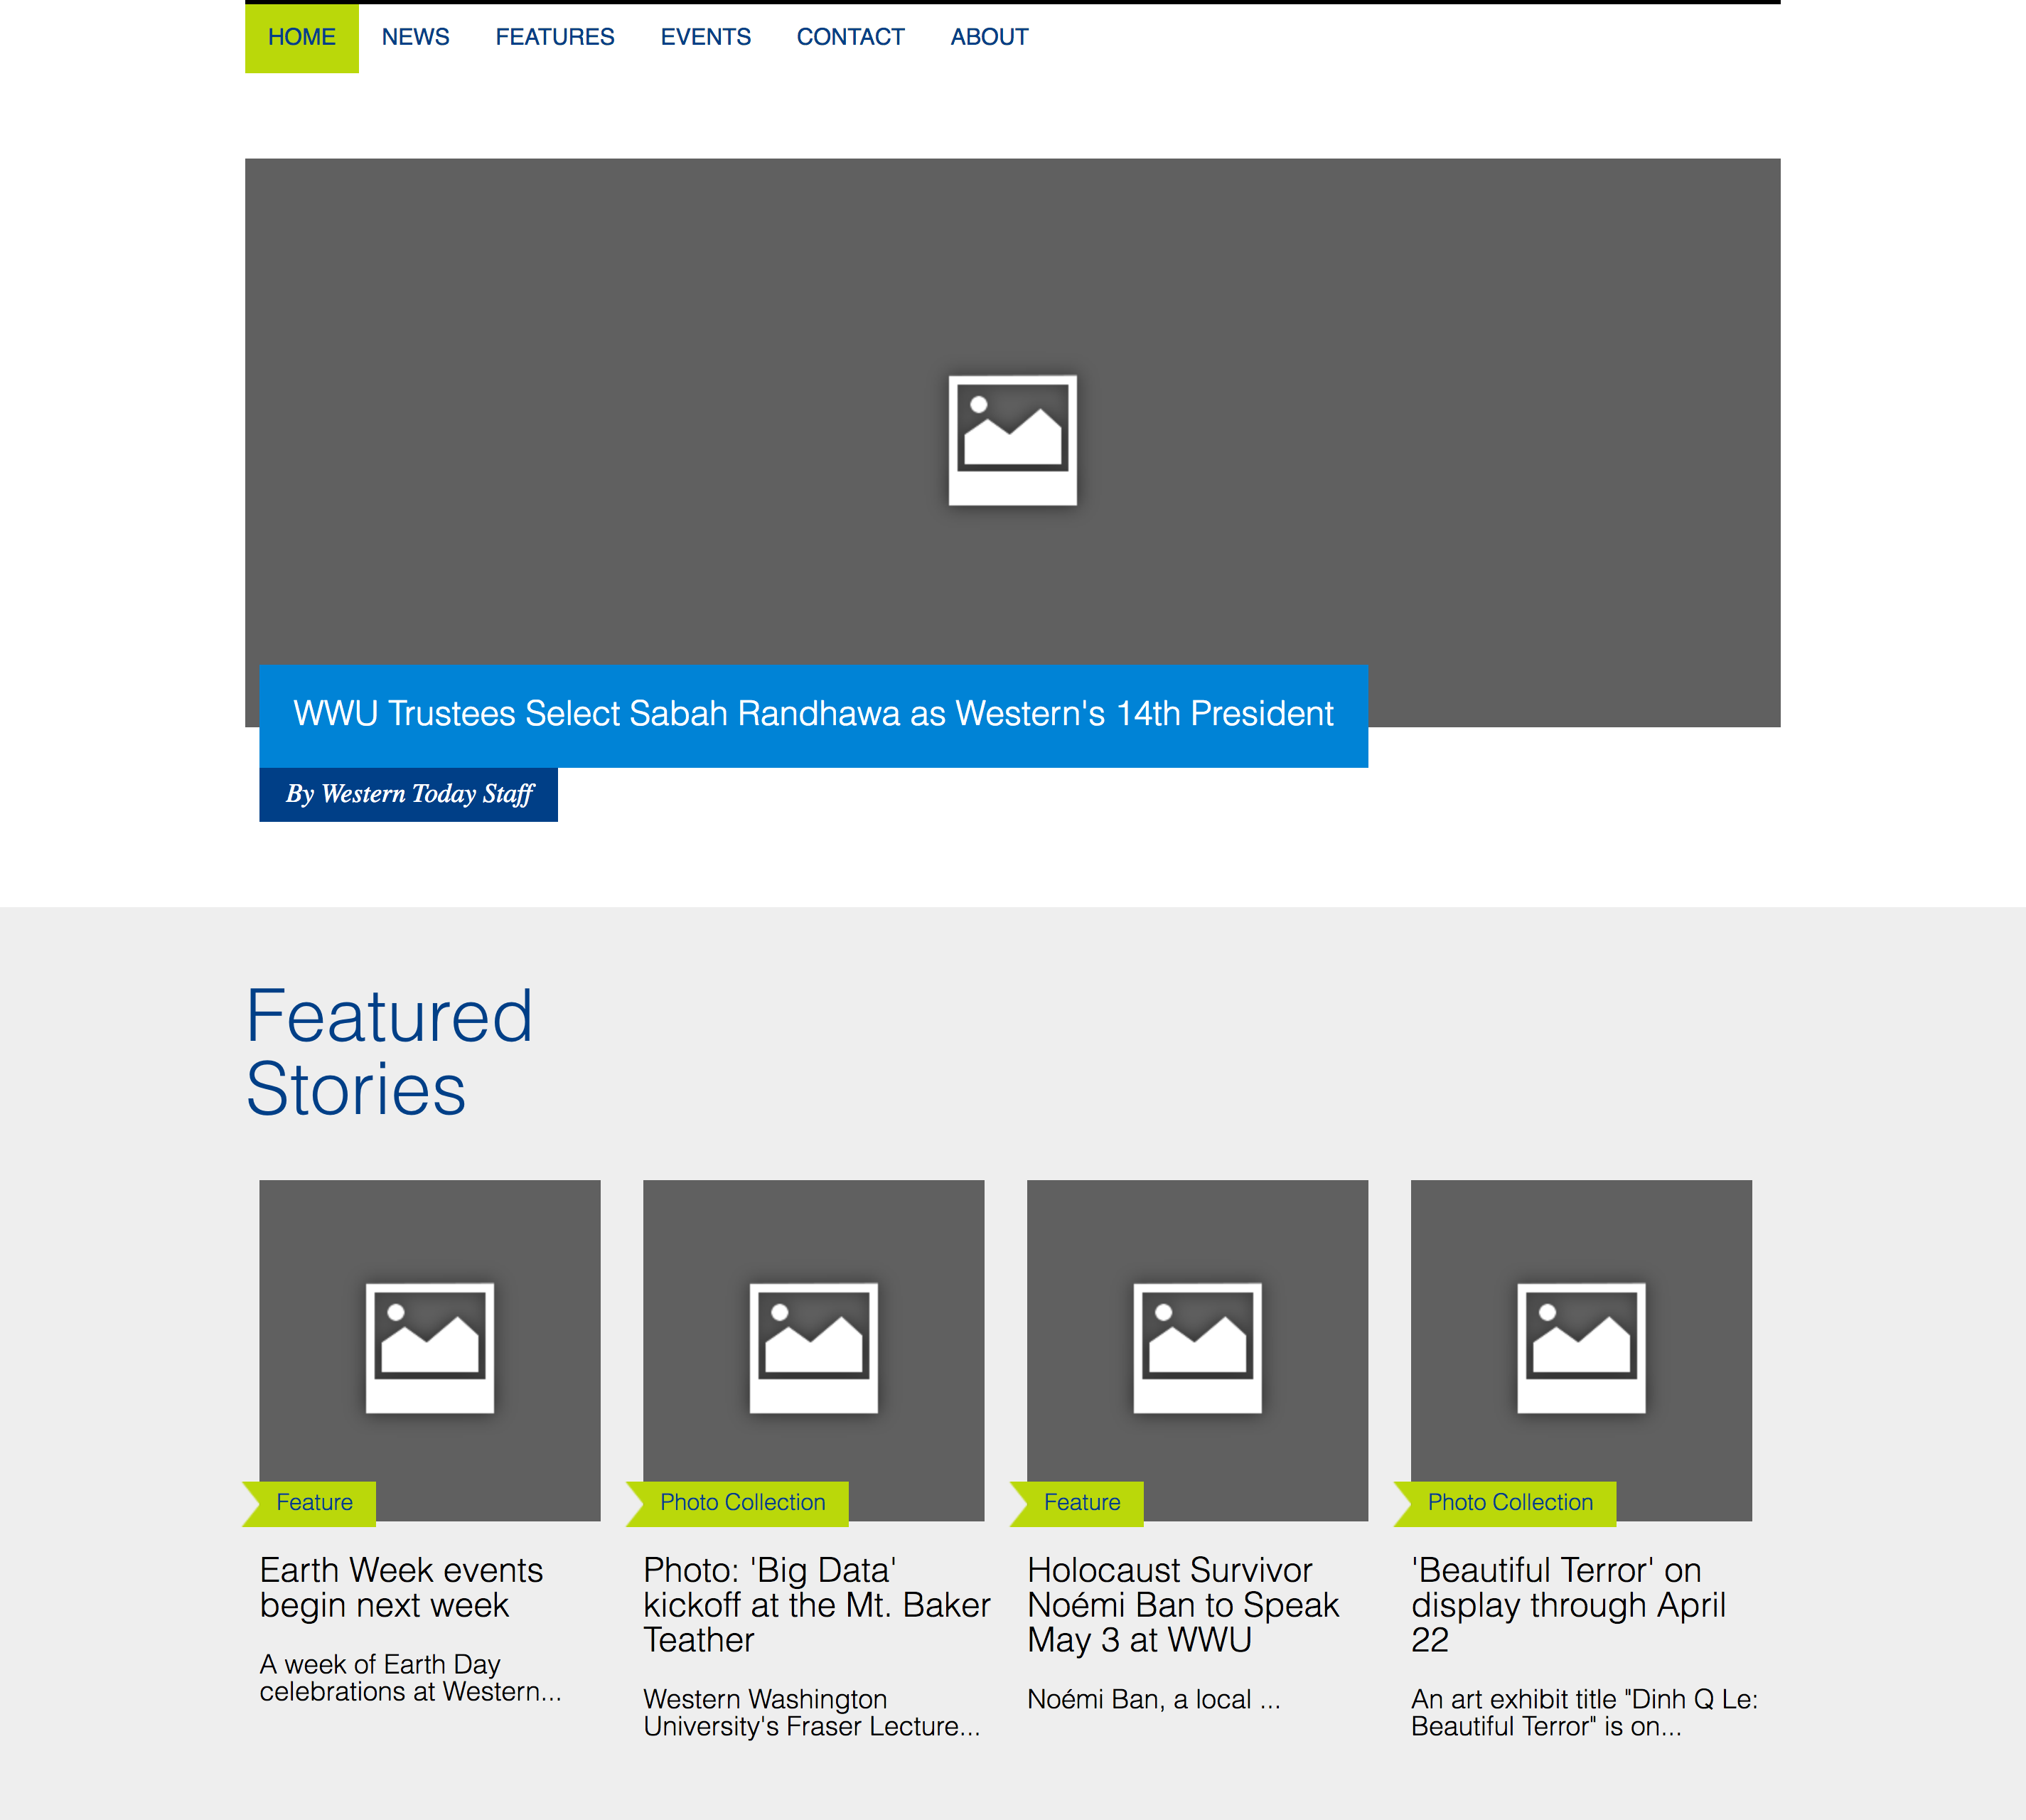 HOME NEWS FEATURES EVENTS CONTACT ABOUT
WWU Trustees Select Sabah Randhawa as Western's 14th President
By Western Today Staff
Featured
Stories
Feature
Earth Week events
begin next week
A week of Earth Day
celebrations at Western...
Photo Collection
Photo: 'Big Data'
kickoff at the Mt. Baker
Teather
Western Washington
University's Fraser Lecture...
Feature
Holocaust Survivor
Noémi Ban to Speak
May 3 at WWU
Noémi Ban, a local ...
Photo Collection
'Beautiful Terror' on
display through April
22
An art exhibit title "Dinh Q Le:
Beautiful Terror" is on...